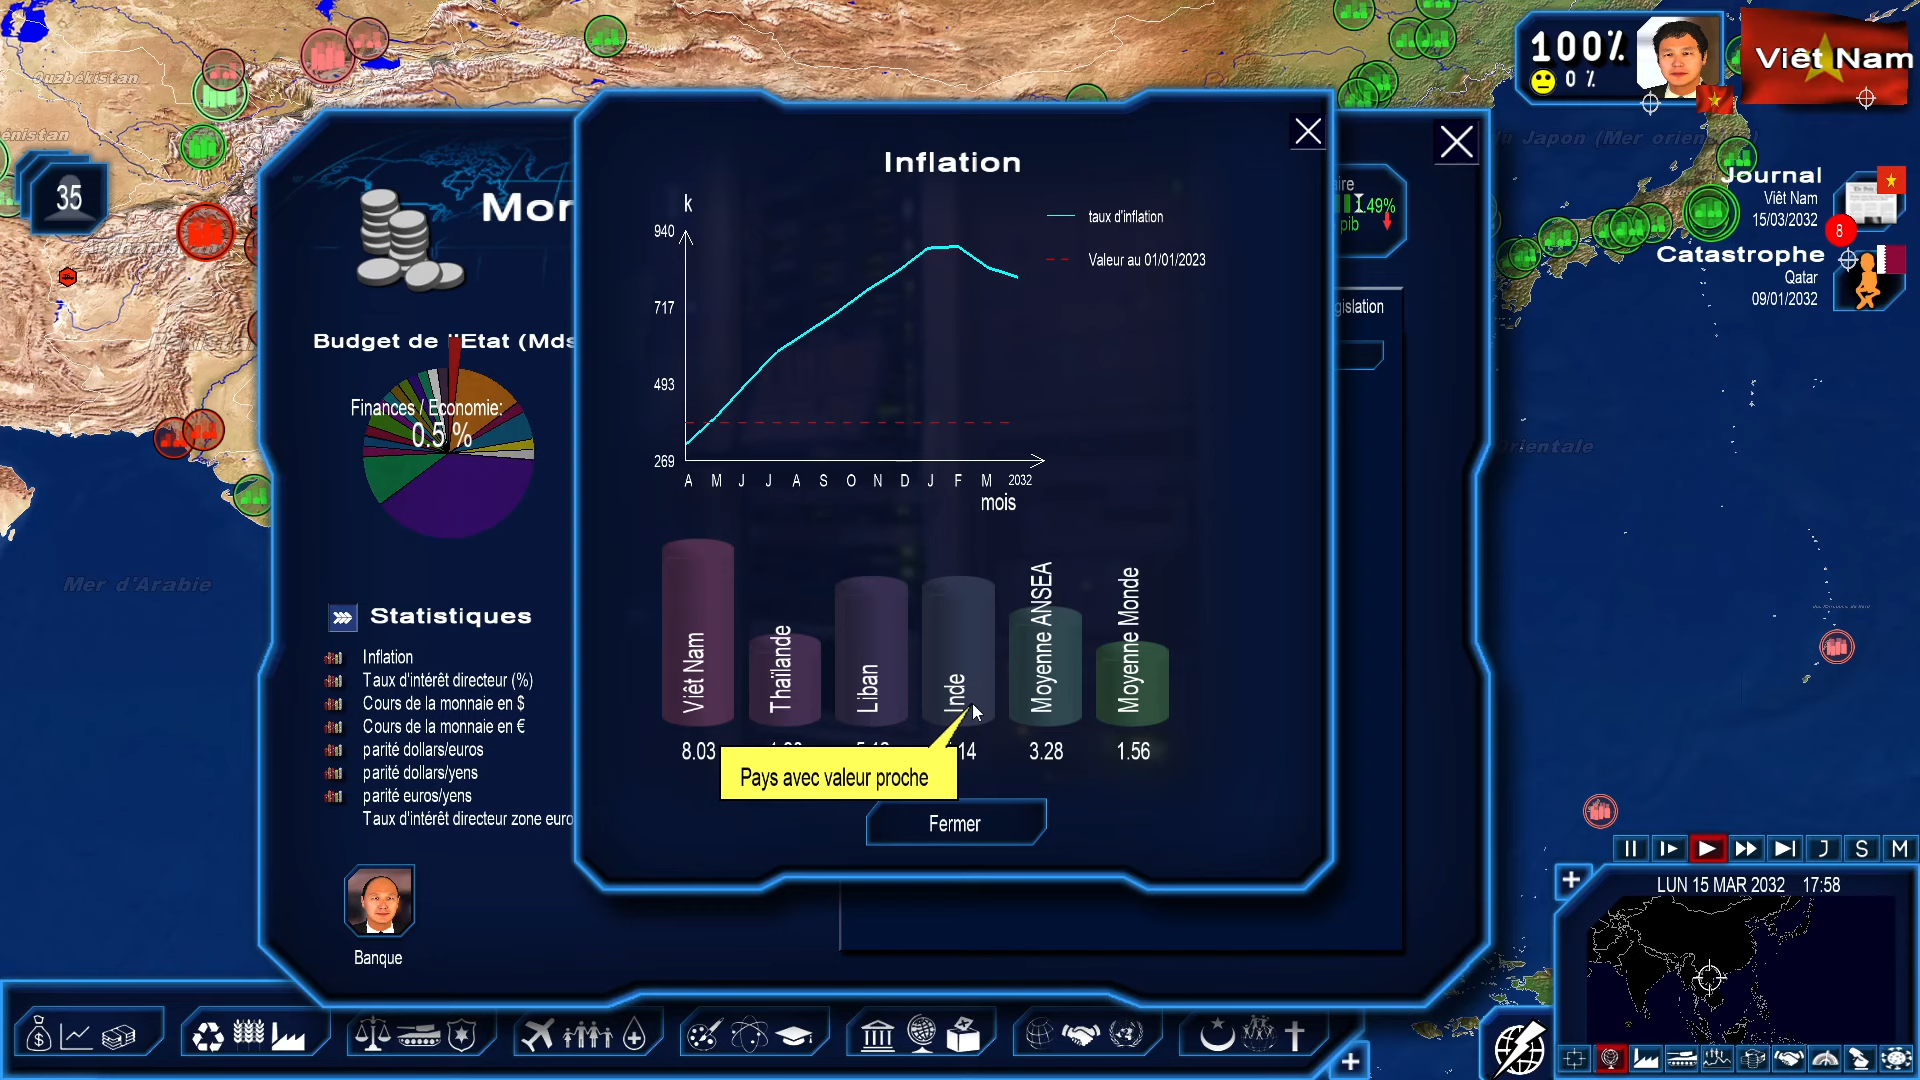 Ouzbékistan
100%
0 %
Viêt Nam
35
Inflation
Mon
k
940
717
493
269
taux d'inflation
Valeur au 01/01/2023
A M J J A S O N D J F M 2032
mois
1.49%
pib
Journal
Viêt Nam
15/03/2032
8
Catastrophe
Qatar
09/01/2032
Budget de l'Etat (Mds
Finances / Economie:
0.5 %
Mer d'Arabie
Orientale
Statistiques
Inflation
Taux d'intérêt directeur (%)
Cours de la monnaie en $
Cours de la monnaie en €
parité dollars/euros
parité dollars/yens
parité euros/yens
Taux d'intérêt directeur zone euro
Viêt Nam
Thaïlande
Liban
Inde
Moyenne ANSEA
Moyenne Monde
8.03
14
3.28
1.56
Pays avec valeur proche
Fermer
Banque
J S M
LUN 15 MAR 2032 17:58